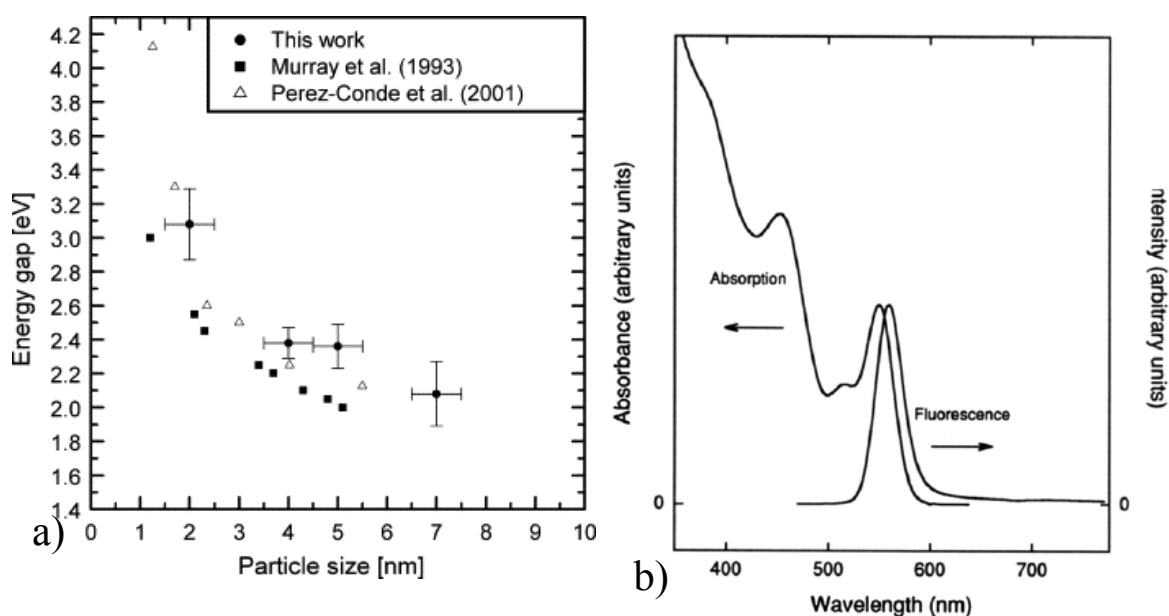 This work
Murray et al. (1993)
Perez-Conde et al. (2001)
Energy gap [eV]
4.2
4.0
3.8
3.6
3.4
3.2
3.0
2.8
2.6
2.4
2.2
2.0
1.8
1.6
1.4
0 1 2 3 4 5 6 7 8 9 10
Particle size [nm]
a)
Absorbance (arbitrary units)
0
Absorption
Fluorescence
ntensity (arbitrary units)
0
400 500 600 700
Wavelength (nm)
b)